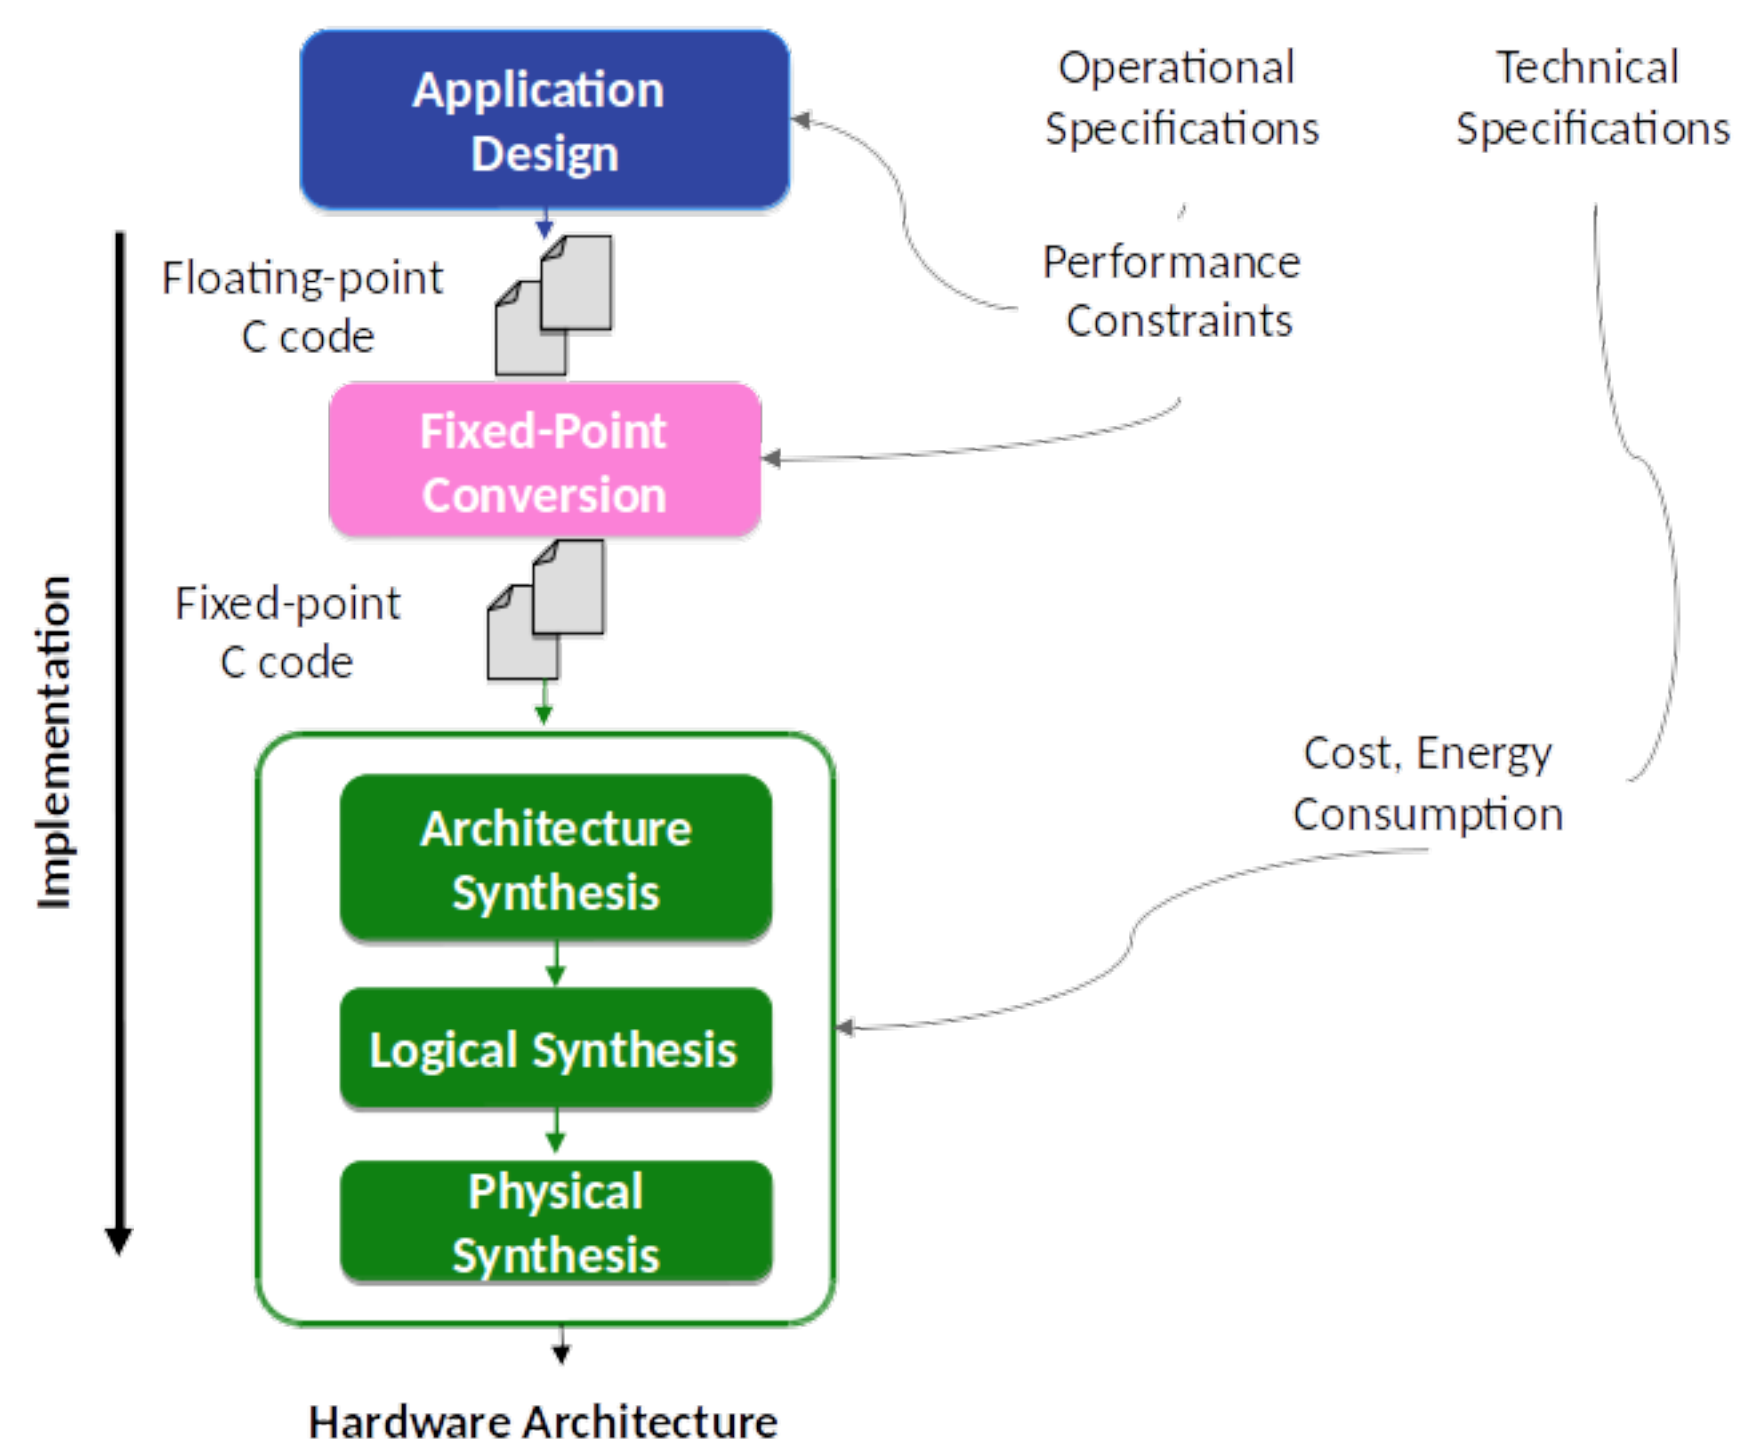 Application
Design
Operational
Specifications
Technical
Specifications
Floating-point
C code
Performance
Constraints
Fixed-Point
Conversion
Fixed-point
C code
Implementation
Architecture
Synthesis
Cost, Energy
Consumption
Logical Synthesis
Physical
Synthesis
Hardware Architecture